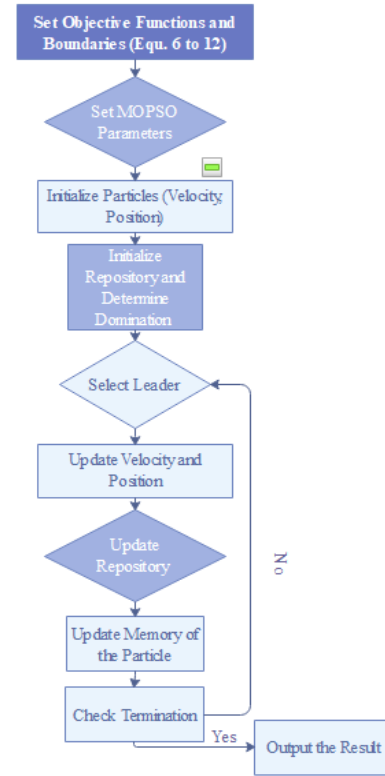 Set Objective Functions and
Boundaries (Equ. 6 to 12)
Set MOPSO
Parameters
Initialize Particles (Velocity,
Position)
Initialize
Repository and
Determine
Domination
Select Leader
Update Velocity and
Position
Update
Repository
No
Update Memory of
the Particle
Check Termination
Yes
Output the Result